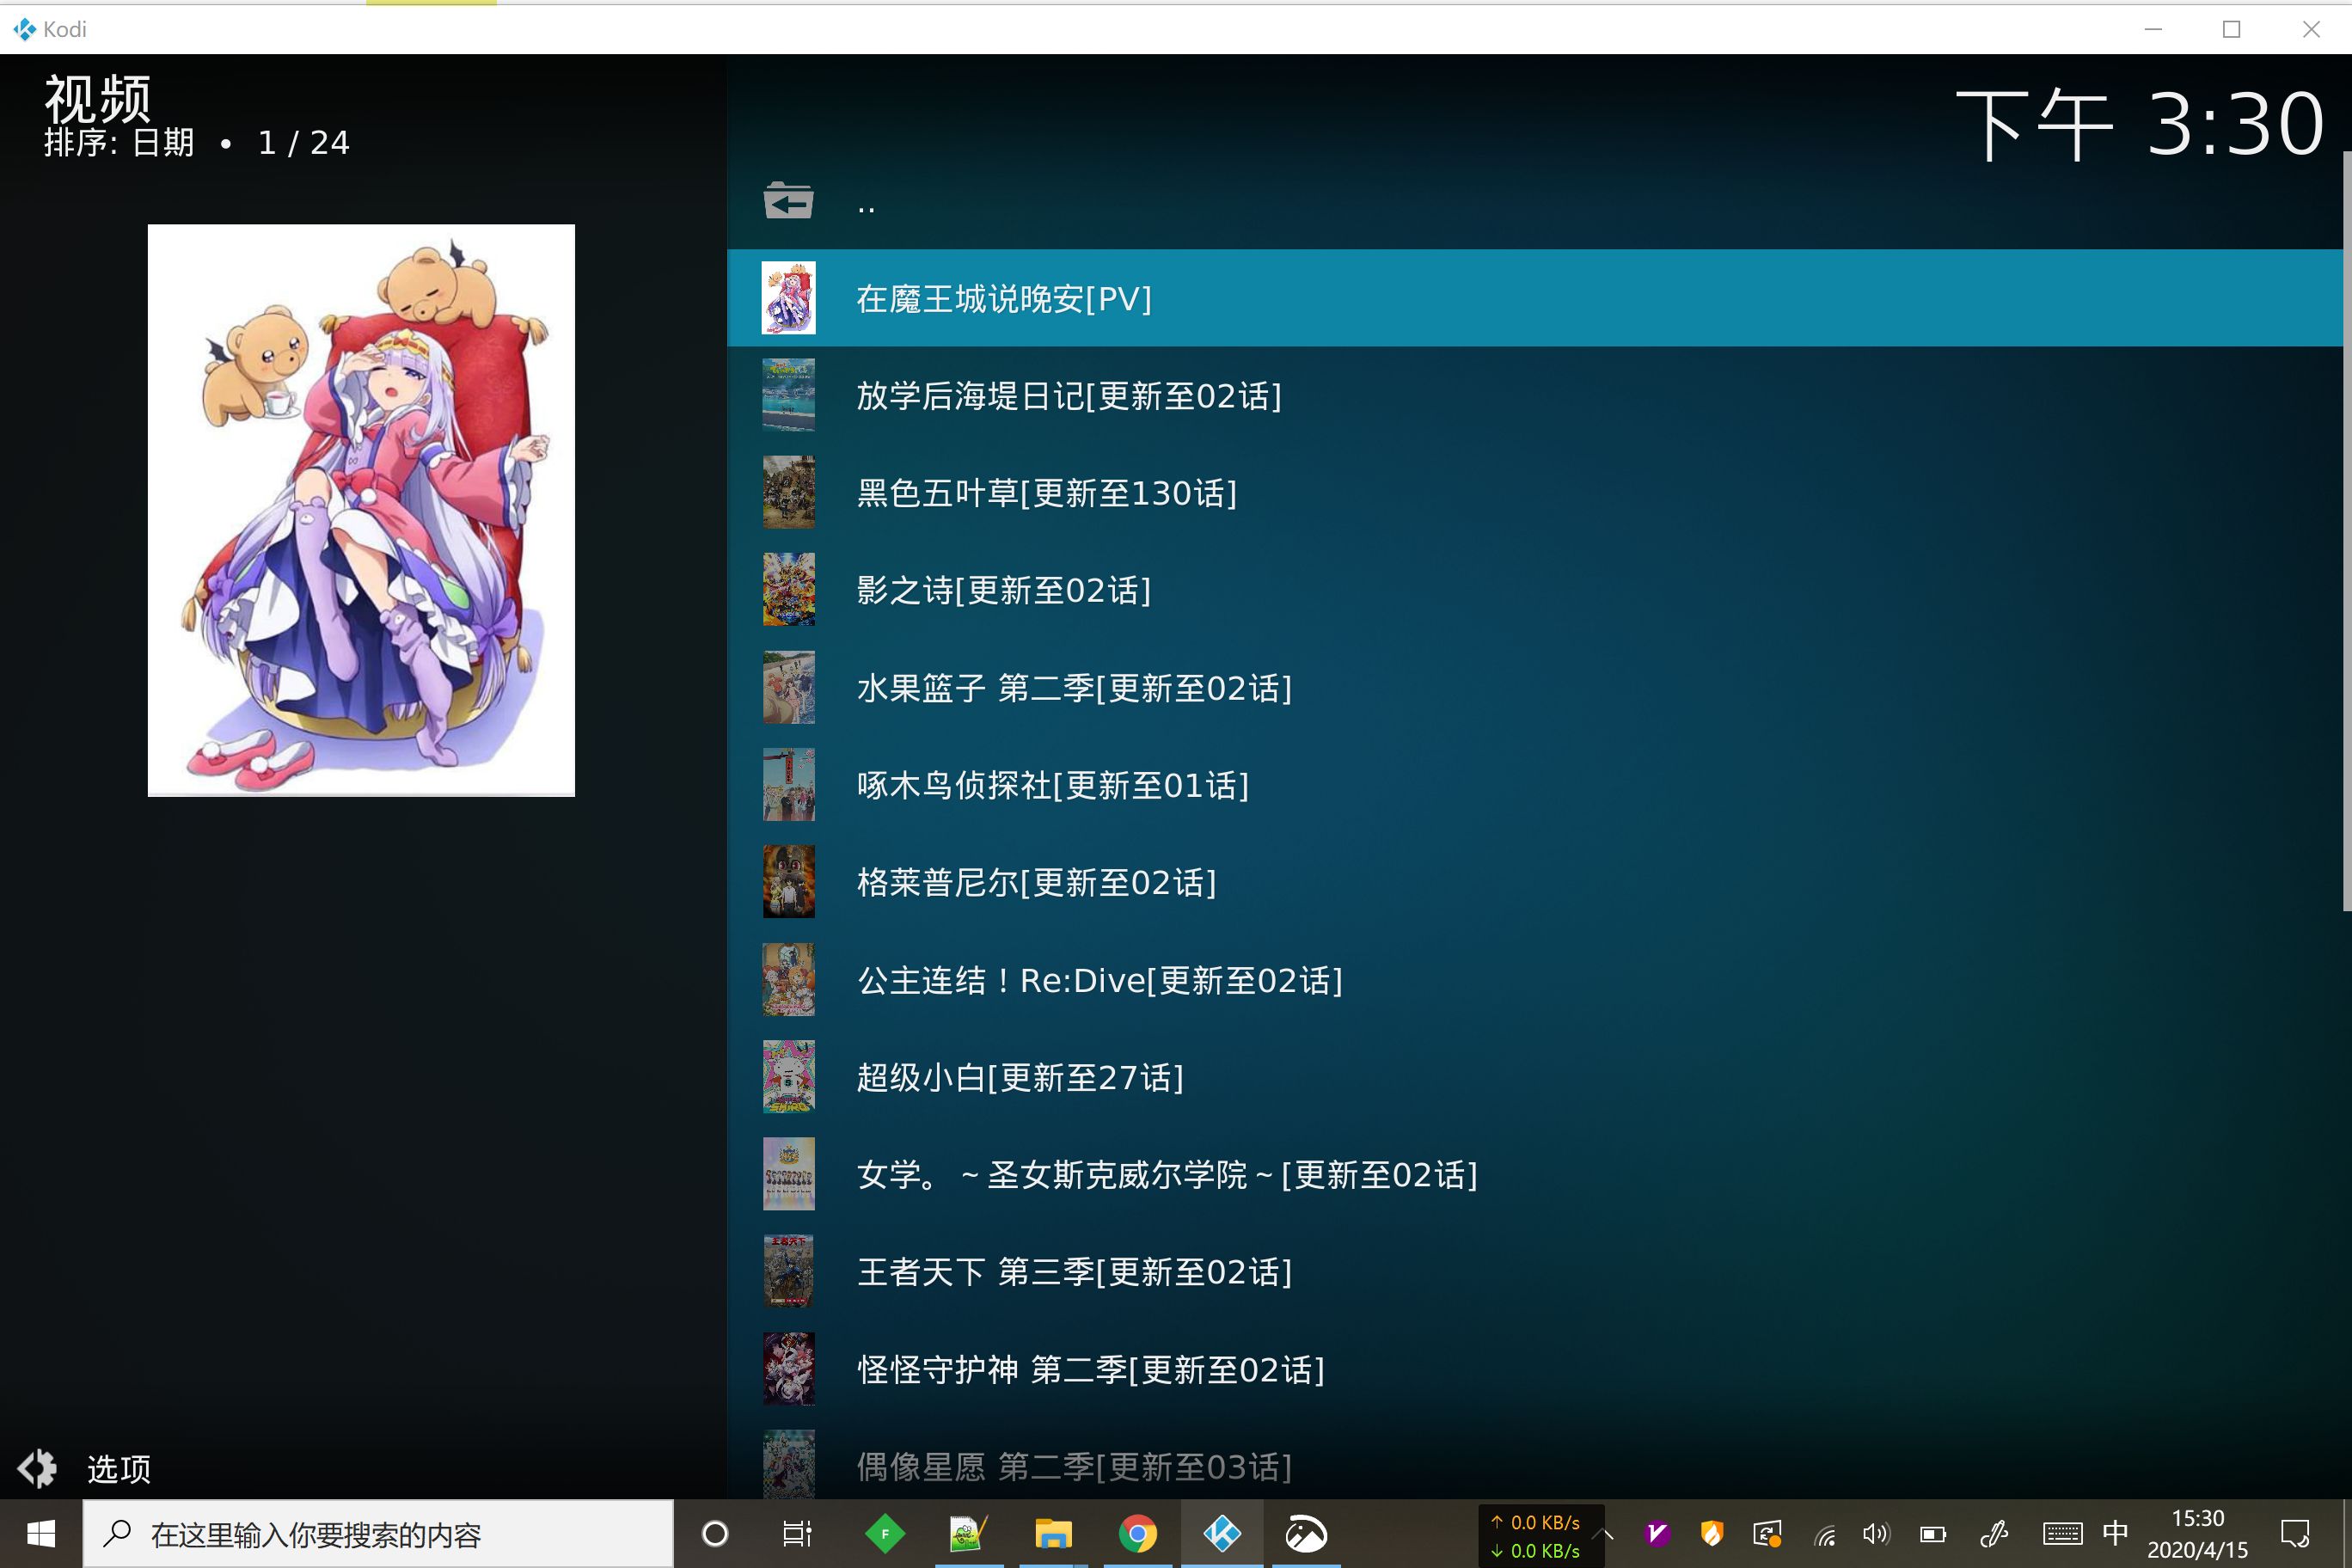 Kodi
视频
排序: 日期 • 1 / 24
下午 3:30
..
在魔王城说晚安[PV]
放学后海堤日记[更新至02话]
黑色五叶草[更新至130话]
影之诗[更新至02话]
水果篮子 第二季[更新至02话]
啄木鸟侦探社[更新至01话]
格莱普尼尔[更新至02话]
公主连结！Re:Dive[更新至02话]
超级小白[更新至27话]
女学。～圣女斯克威尔学院～[更新至02话]
王者天下 第三季[更新至02话]
怪怪守护神 第二季[更新至02话]
偶像星愿 第二季[更新至03话]
选项
在这里输入你要搜索的内容
↑ 0.0 KB/s
↓ 0.0 KB/s
中
15:30
2020/4/15